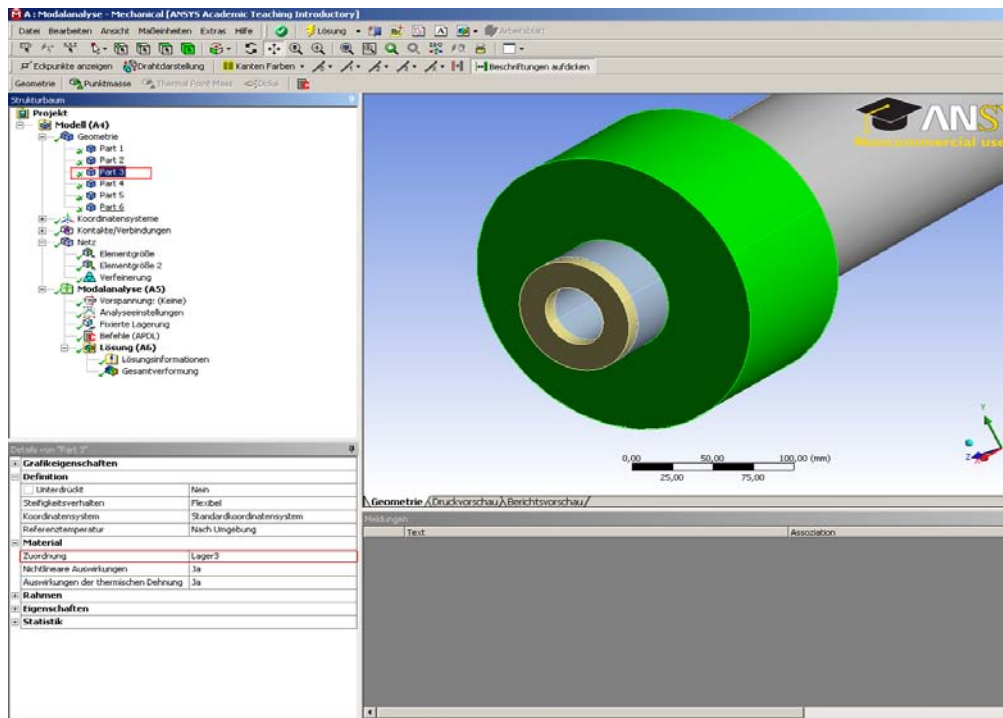 A : Modalanalyse - Mechanical [ANSYS Academic Teaching Introductory]
Datei Bearbeiten Ansicht Maßeinheiten Extras Hilfe Lösung Arbeitsblatt
Eckpunkte anzeigen Drahtdarstellung Kanten Farben Beschriftungen aufdicken
Geometrie Punktmasse Thermal Point Mass Dicke
Strukturbaum
Projekt
Modell (A4)
Geometrie
Part 1
Part 2
Part 3
Part 4
Part 5
Part 6
Koordinatensysteme
Kontakte/Verbindungen
Netz
Elementgröße
Elementgröße 2
Verfeinerung
Modalanalyse (A5)
Vorspannung: (Keine)
Analyseeinstellungen
Fixierte Lagerung
Befehle (APDL)
Lösung (A6)
Lösungsinformationen
Gesamtverformung
ANSY
Noncommercial use
0,00 50,00 100,00 (mm)
25,00 75,00
Y
Z
Geometrie Druckvorschau Berichtsvorschau
Details von "Part 3"
Grafikeigenschaften
Definition
Unterdrückt Nein
Steifigkeitsverhalten Flexibel
Koordinatensystem Standardkoordinatensystem
Referenztemperatur Nach Umgebung
Material
Zuordnung Lager3
Nichtlineare Auswirkungen Ja
Auswirkungen der thermischen Dehnung Ja
Rahmen
Eigenschaften
Statistik
Meldungen
Text Assoziation